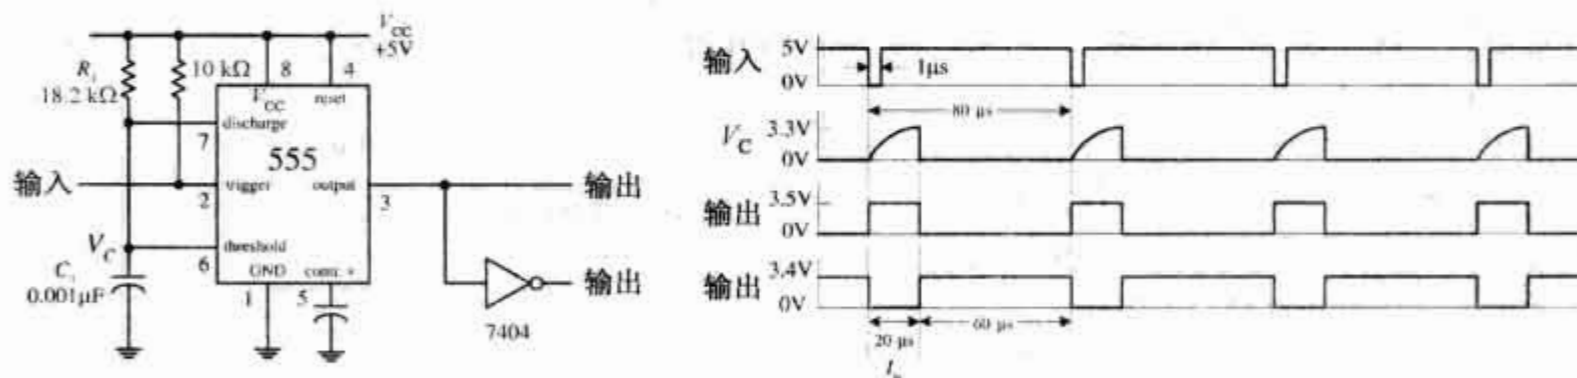 V_CC
+5V
R_1
18.2 kΩ
10 kΩ
8
4
V_CC
reset
discharge
7
555
输入
trigger
output
2
3
输出
V_C
threshold
6
GND
1
5
0.001μF
7404
输出
输入
5V
0V
1μs
80 μs
V_C
3.3V
0V
输出
3.5V
0V
输出
3.4V
0V
60 μs
20 μs